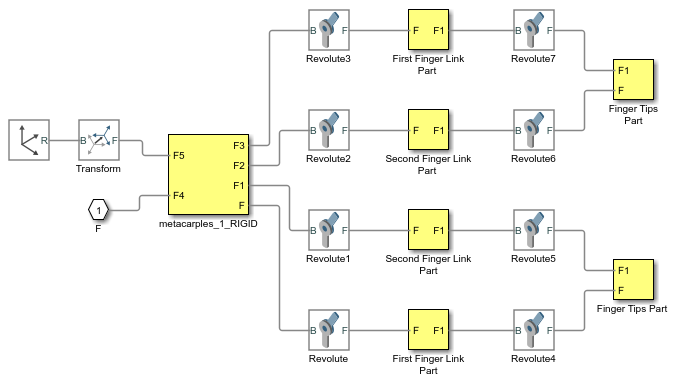 B F
Revolute3
F F1
First Finger Link
Part
B F
Revolute7
F1
F
Finger Tips
Part
R
B F
Transform
F5
F4
F3
F2
F1
F
metacarples_1_RIGID
1
F
B F
Revolute2
F F1
Second Finger Link
Part
B F
Revolute6
B F
Revolute1
F F1
Second Finger Link
Part
B F
Revolute5
F1
F
Finger Tips Part
B F
Revolute
F F1
First Finger Link
Part
B F
Revolute4